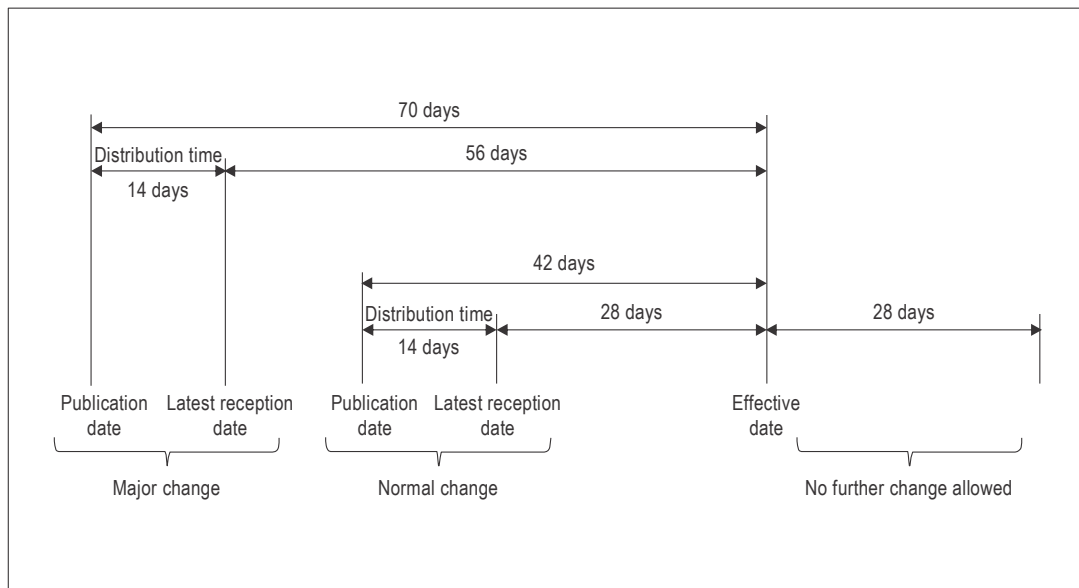 70 days
Distribution time
56 days
14 days
42 days
Distribution time
28 days
28 days
14 days
Publication
date
Latest reception
date
Publication
date
Latest reception
date
Effective
date
Major change
Normal change
No further change allowed